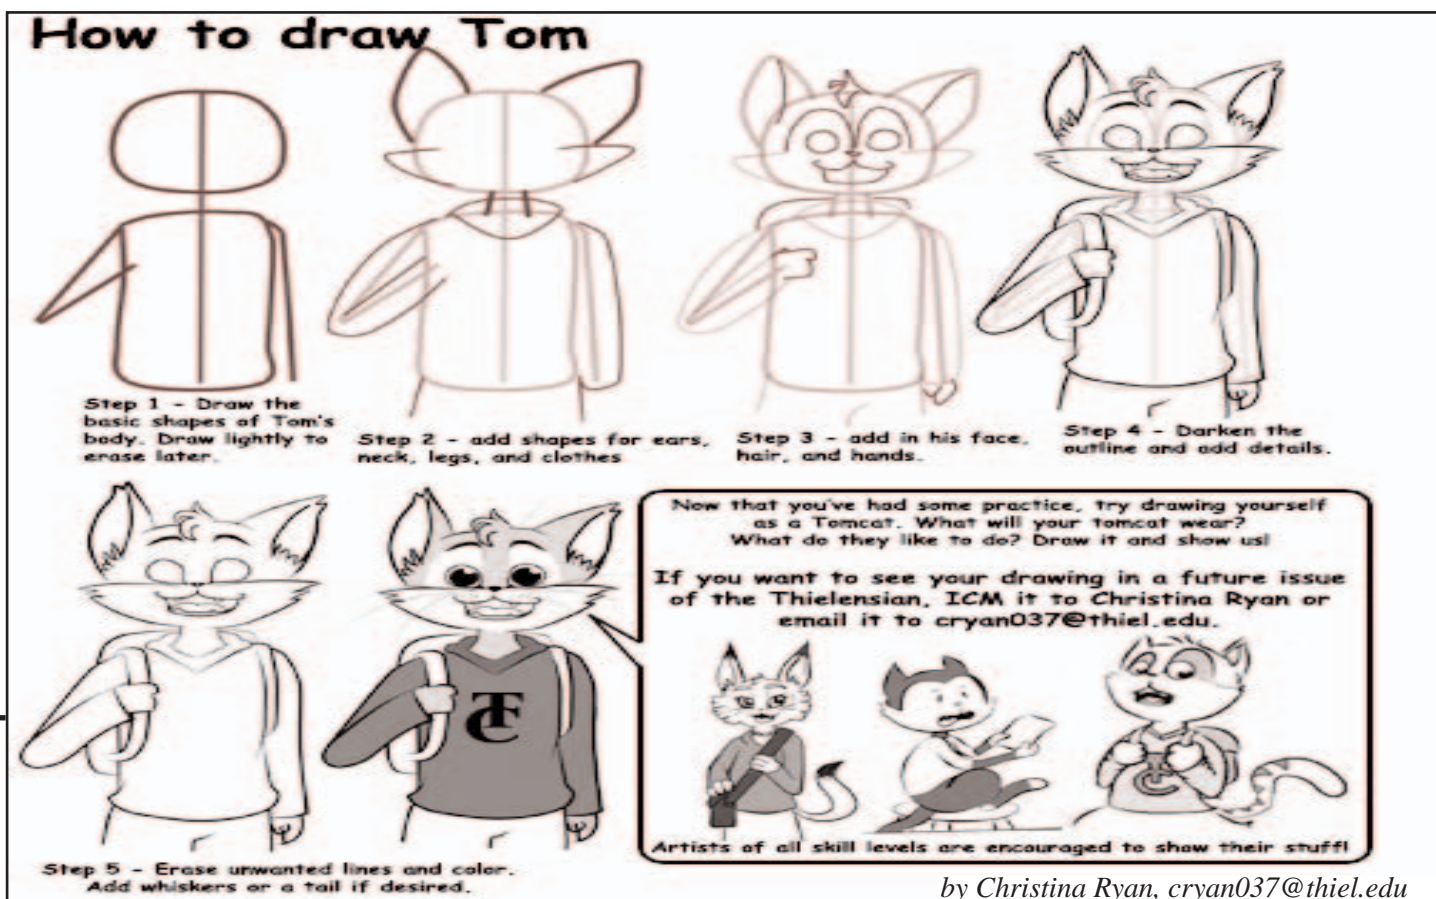 How to draw Tom
Step 1 - Draw the
basic shapes of Tom's
body. Draw lightly to
erase later.
Step 2 - add shapes for ears,
neck, legs, and clothes
Step 3 - add in his face,
hair, and hands.
Step 4 - Darken the
outline and add details.
Step 5 - Erase unwanted lines and color.
Add whiskers or a tail if desired.
TC
Now that you've had some practice, try drawing yourself
as a Tomcat. What will your tomcat wear?
What do they like to do? Draw it and show us!
If you want to see your drawing in a future issue
of the Thielensian, ICM it to Christina Ryan or
email it to cryan037@thiel.edu.
TC
Artists of all skill levels are encouraged to show their stuff!
by Christina Ryan, cryan037@thiel.edu